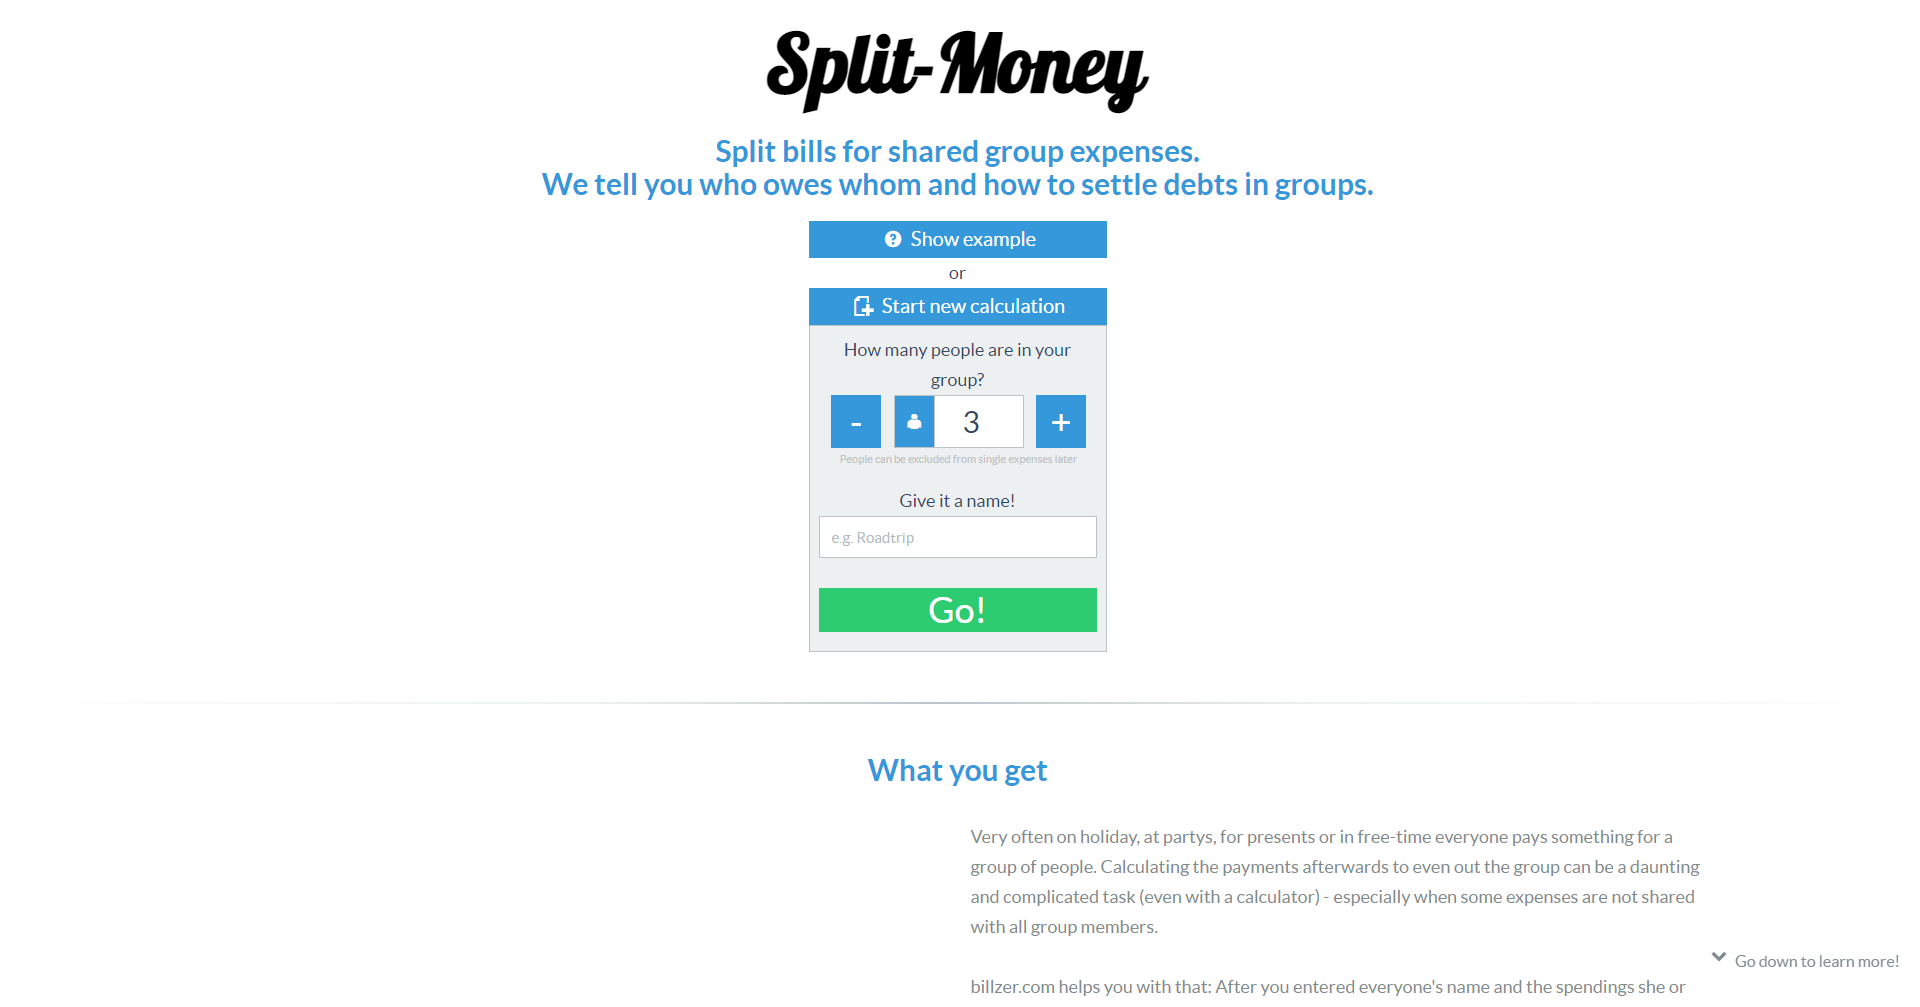 Split-Money
Split bills for shared group expenses.
We tell you who owes whom and how to settle debts in groups.
Show example
or
Start new calculation
How many people are in your
group?
- 3 +
People can be excluded from single expenses later
Give it a name!
e.g. Roadtrip
Go!
What you get
Very often on holiday, at partys, for presents or in free-time everyone pays something for a
group of people. Calculating the payments afterwards to even out the group can be a daunting
and complicated task (even with a calculator) - especially when some expenses are not shared
with all group members.
Go down to learn more!
billzer.com helps you with that: After you entered everyone's name and the spendings she or